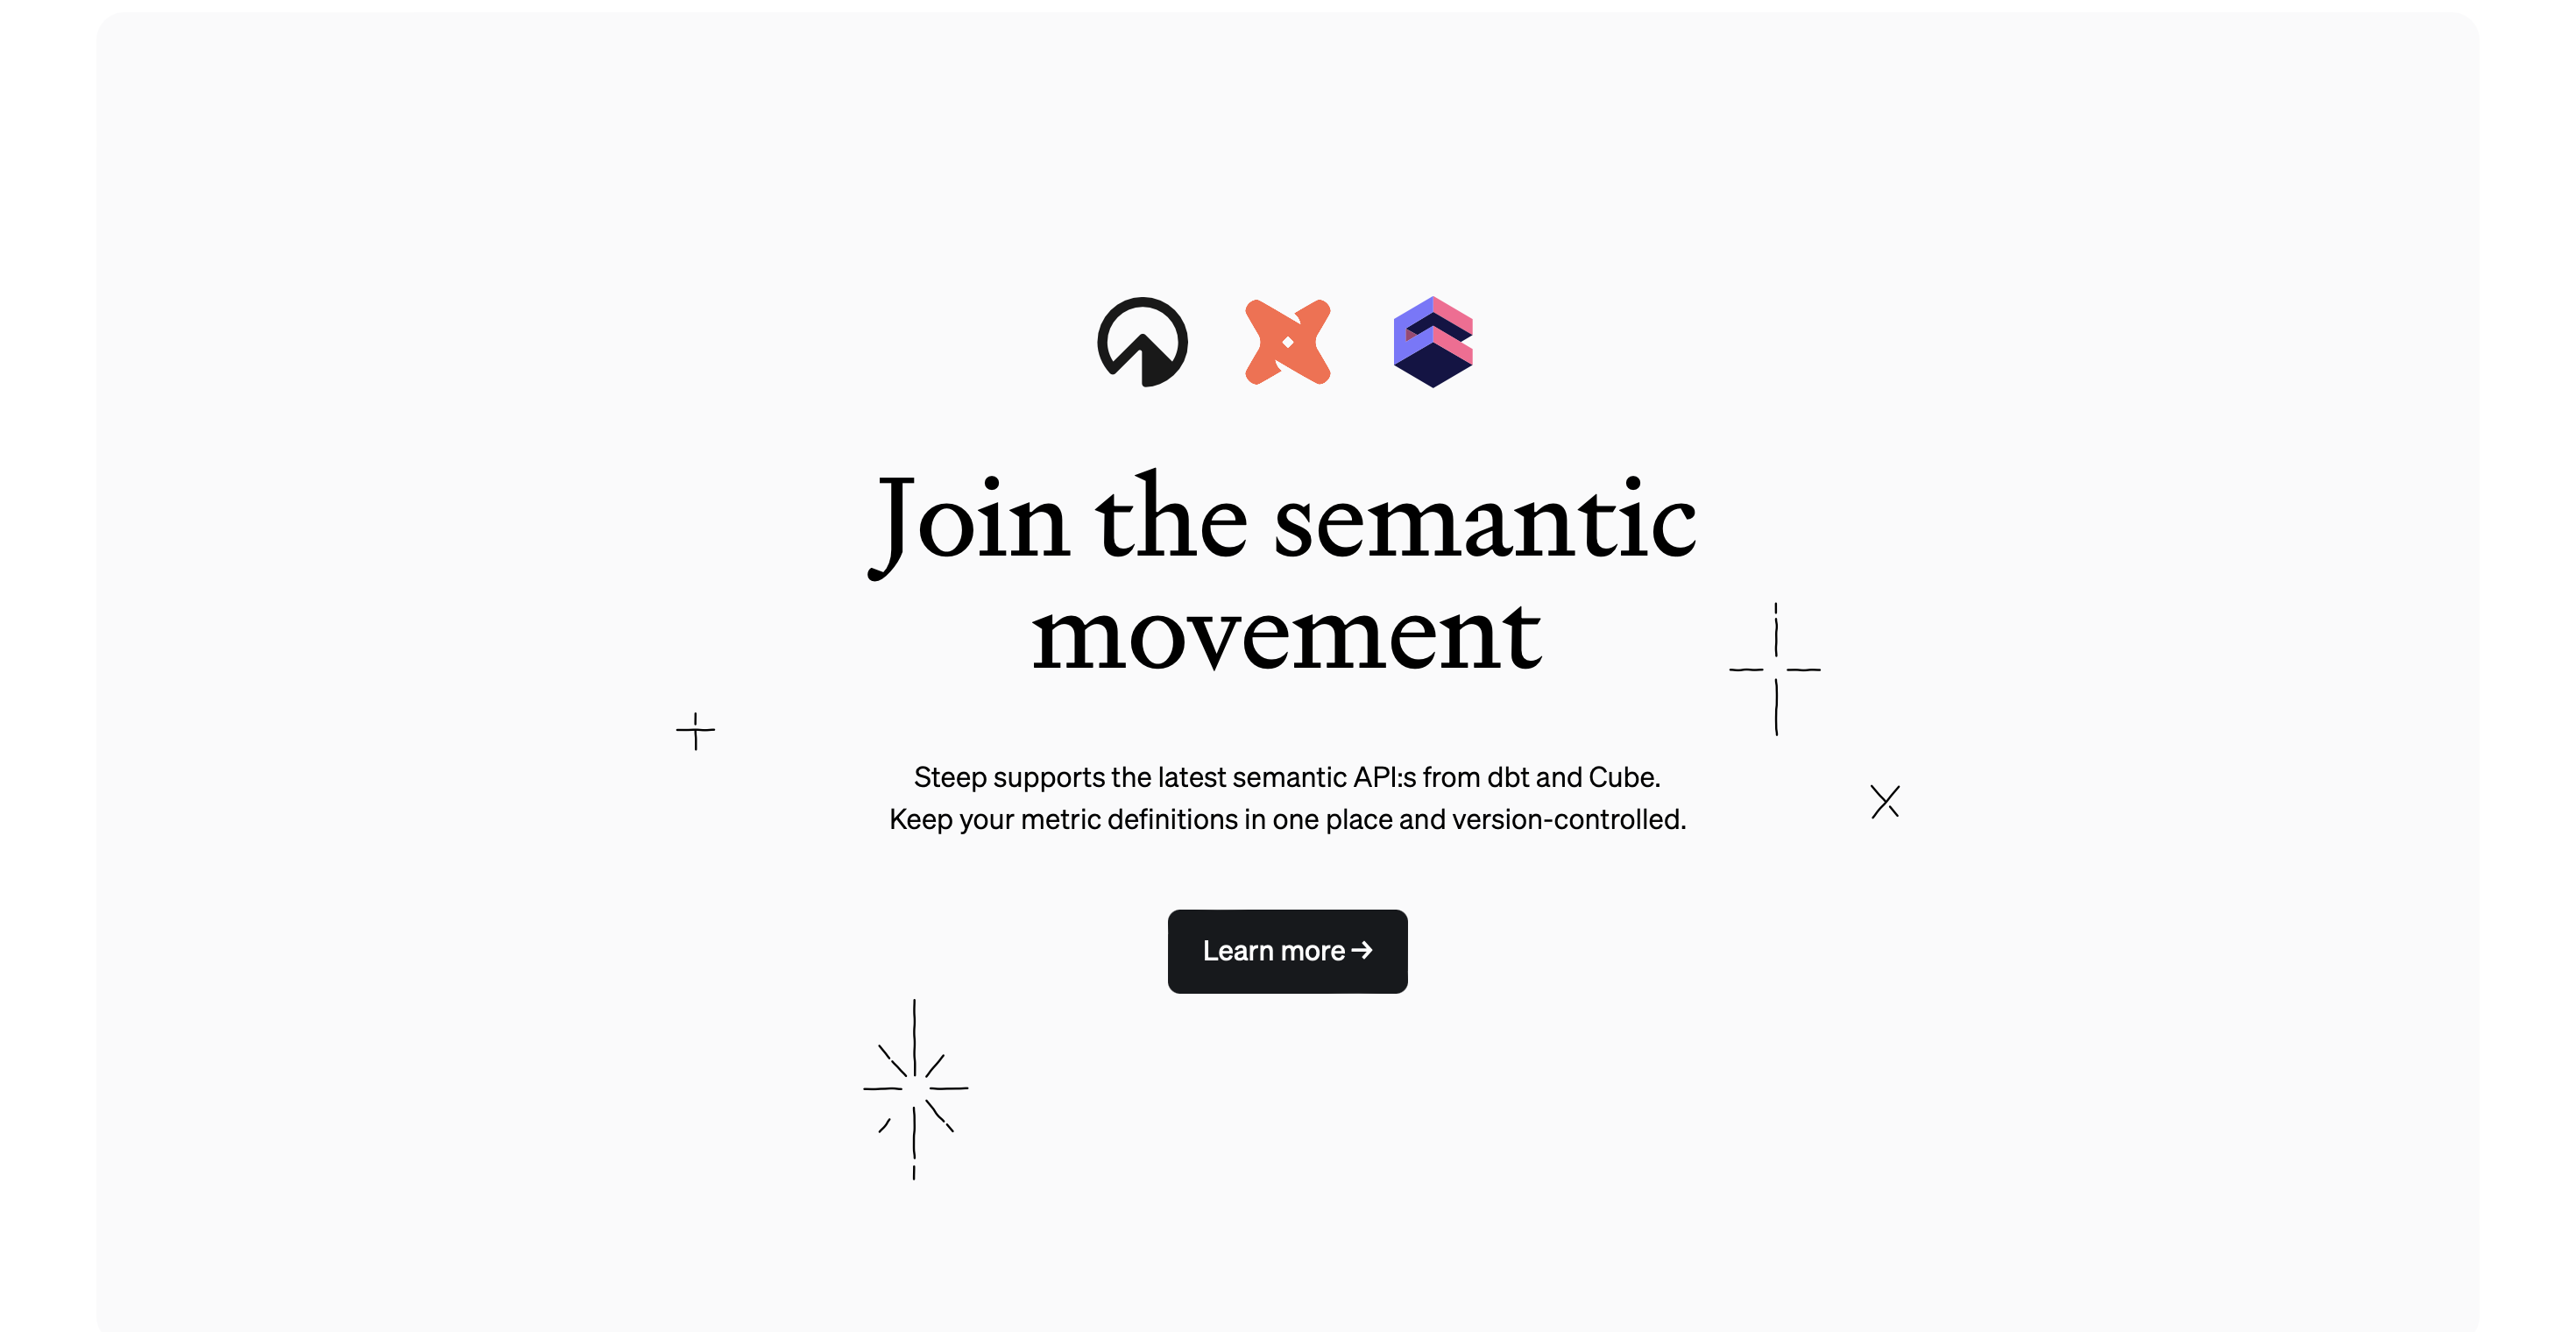 Join the semantic
movement
Steep supports the latest semantic API:s from dbt and Cube.
Keep your metric definitions in one place and version-controlled.
Learn more →